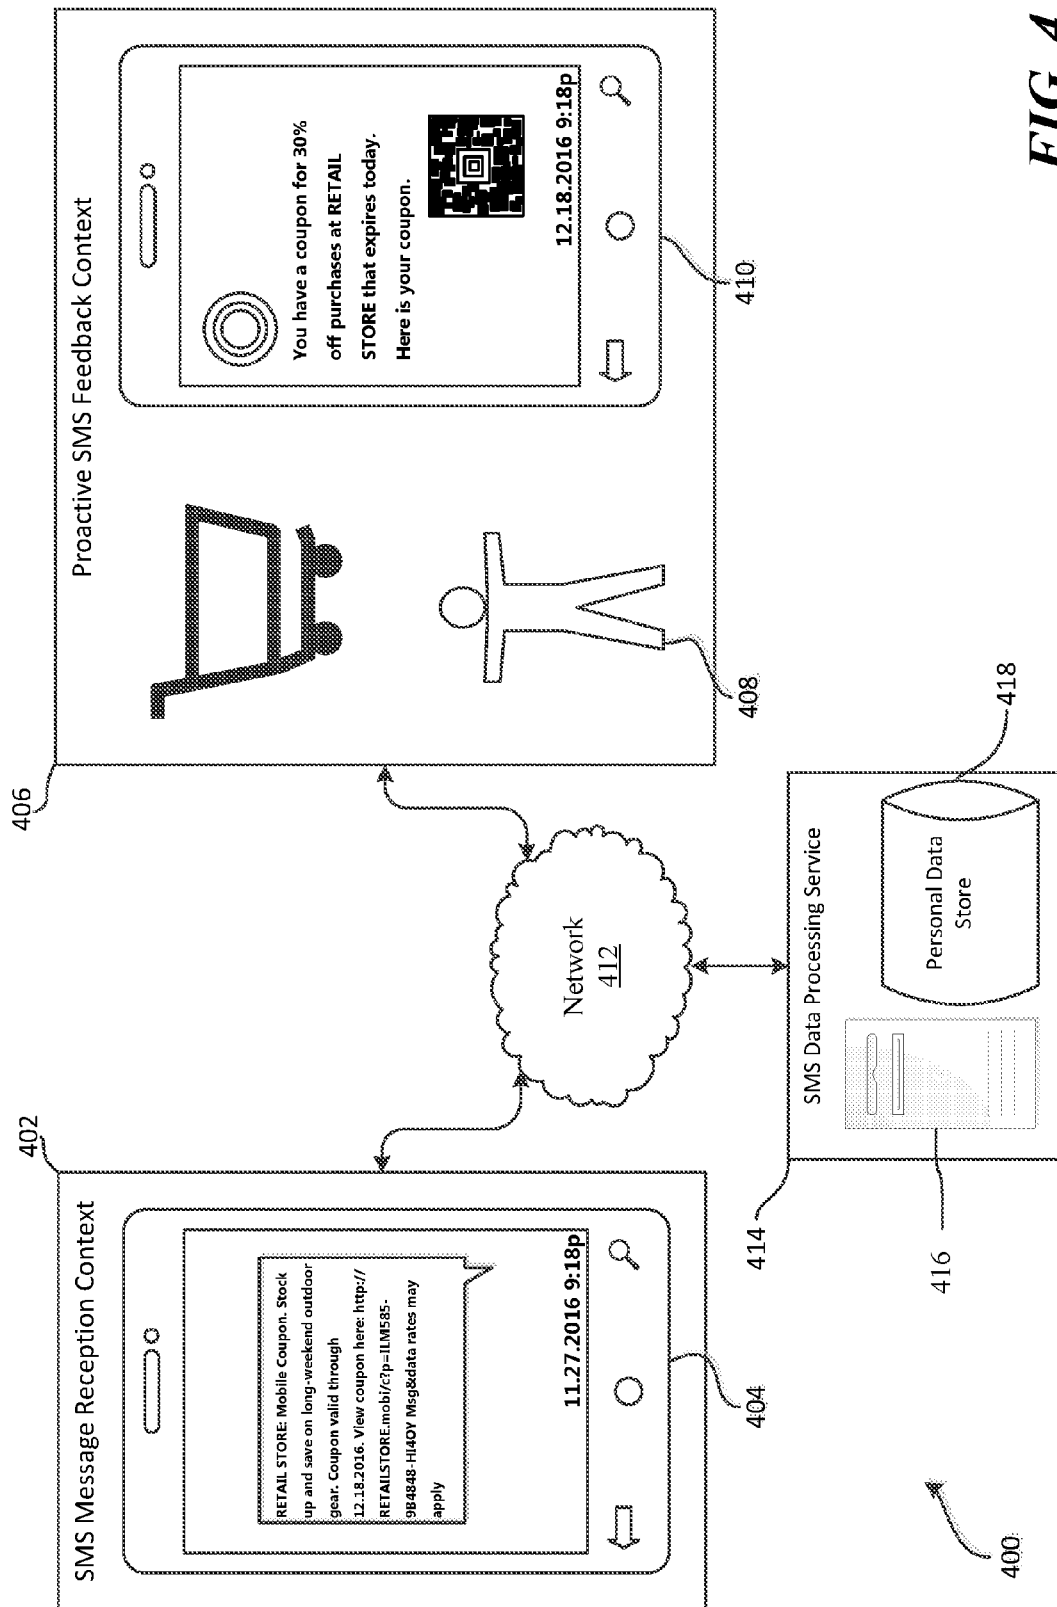 SMS Message Reception Context
402
RETAIL STORE: Mobile Coupon. Stock
up and save on long-weekend outdoor
gear. Coupon valid through
12.18.2016. View coupon here: http://
RETAILSTORE.mobi/c?p=ILM585-
9B4848-HI4OY Msg&data rates may
apply
11.27.2016 9:18p
404
406
Proactive SMS Feedback Context
You have a coupon for 30%
off purchases at RETAIL
STORE that expires today.
Here is your coupon.
12.18.2016 9:18p
408
410
Network
412
414
SMS Data Processing Service
Personal Data
Store
416
418
400
FIG. 4